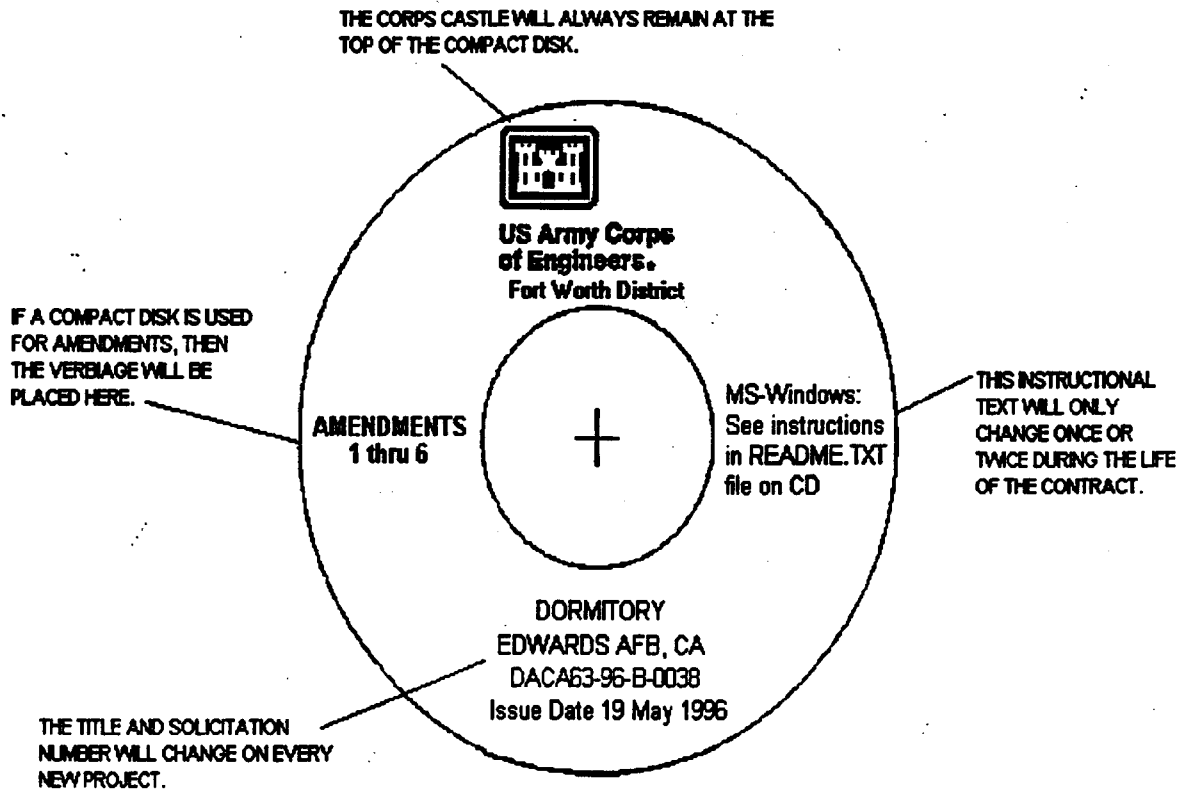 THE CORPS CASTLE WILL ALWAYS REMAIN AT THE
TOP OF THE COMPACT DISK.
US Army Corps
of Engineers.
Fort Worth District
IF A COMPACT DISK IS USED
FOR AMENDMENTS, THEN
THE VERBIAGE WILL BE
PLACED HERE.
AMENDMENTS
1 thru 6
MS-Windows:
See instructions
in README.TXT
file on CD
THIS INSTRUCTIONAL
TEXT WILL ONLY
CHANGE ONCE OR
TWICE DURING THE LIFE
OF THE CONTRACT.
DORMITORY
EDWARDS AFB, CA
DACA63-96-B-0038
Issue Date 19 May 1996
THE TITLE AND SOLICITATION
NUMBER WILL CHANGE ON EVERY
NEW PROJECT.